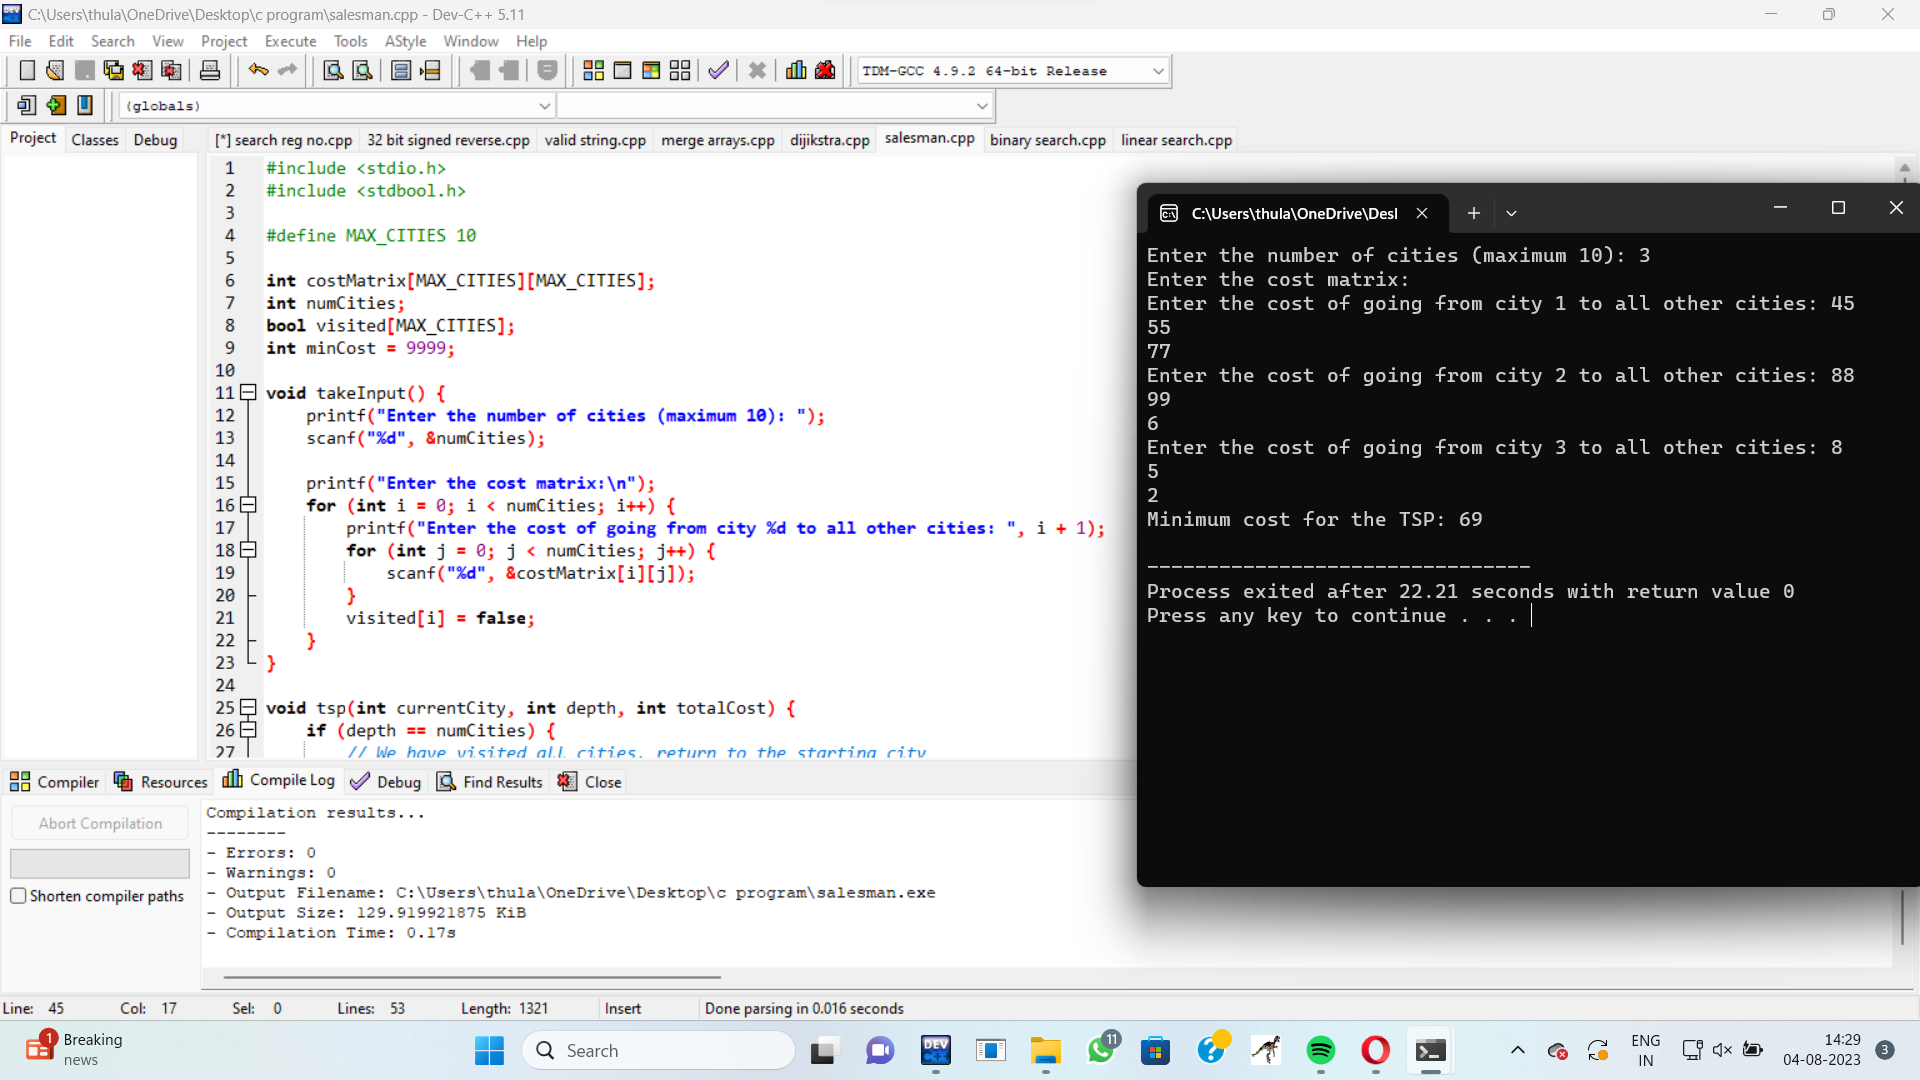 C:\Users\thula\OneDrive\Desktop\c program\salesman.cpp - Dev-C++ 5.11
File Edit Search View Project Execute Tools AStyle Window Help
TDM-GCC 4.9.2 64-bit Release
(globals)
Project Classes Debug
[*] search reg no.cpp 32 bit signed reverse.cpp valid string.cpp merge arrays.cpp dijikstra.cpp salesman.cpp binary search.cpp linear search.cpp
1 #include <stdio.h>
2 #include <stdbool.h>
3
4 #define MAX_CITIES 10
5
6 int costMatrix[MAX_CITIES][MAX_CITIES];
7 int numCities;
8 bool visited[MAX_CITIES];
9 int minCost = 9999;
10
11 void takeInput() {
12 printf("Enter the number of cities (maximum 10): ");
13 scanf("%d", &numCities);
14
15 printf("Enter the cost matrix:\n");
16 for (int i = 0; i < numCities; i++) {
17 printf("Enter the cost of going from city %d to all other cities: ", i + 1);
18 for (int j = 0; j < numCities; j++) {
19 scanf("%d", &costMatrix[i][j]);
20 }
21 visited[i] = false;
22 }
23 }
24
25 void tsp(int currentCity, int depth, int totalCost) {
26 if (depth == numCities) {
27 // We have visited all cities, return to the starting city
C:\Users\thula\OneDrive\Desl
Enter the number of cities (maximum 10): 3
Enter the cost matrix:
Enter the cost of going from city 1 to all other cities: 45
55
77
Enter the cost of going from city 2 to all other cities: 88
99
6
Enter the cost of going from city 3 to all other cities: 8
5
2
Minimum cost for the TSP: 69
--------------------------------
Process exited after 22.21 seconds with return value 0
Press any key to continue . . .
Compiler Resources Compile Log Debug Find Results Close
Abort Compilation
Shorten compiler paths
Compilation results...
--------
- Errors: 0
- Warnings: 0
- Output Filename: C:\Users\thula\OneDrive\Desktop\c program\salesman.exe
- Output Size: 129.919921875 KiB
- Compilation Time: 0.17s
Line: 45 Col: 17 Sel: 0 Lines: 53 Length: 1321 Insert Done parsing in 0.016 seconds
1
Breaking
news
Search
DEV
C++
11
ENG
IN
14:29
04-08-2023
3